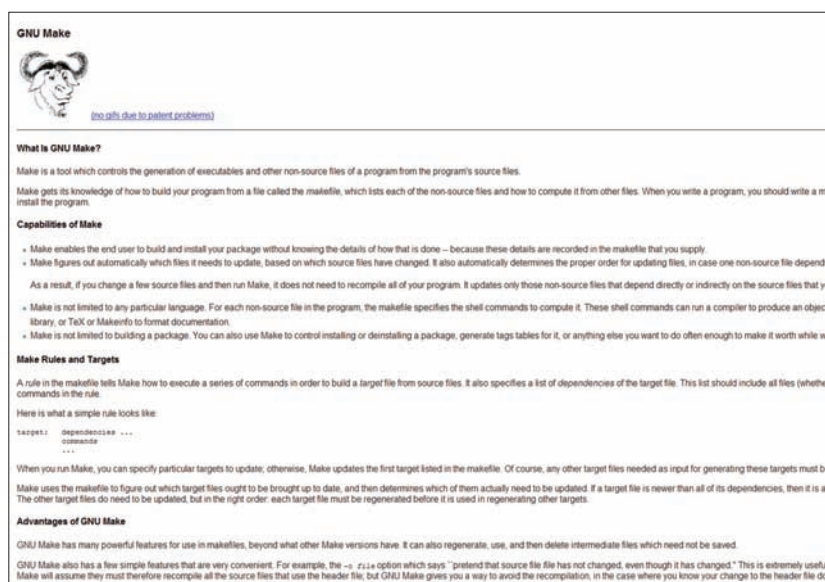 GNU Make
(no gifs due to patent problems)
What Is GNU Make?
Make is a tool which controls the generation of executables and other non-source files of a program from the program's source files.
Make gets its knowledge of how to build your program from a file called the makefile, which lists each of the non-source files and how to compute it from other files. When you write a program, you should write a m
install the program.
Capabilities of Make
Make enables the end user to build and install your package without knowing the details of how that is done -- because these details are recorded in the makefile that you supply.
Make figures out automatically which files it needs to update, based on which source files have changed. It also automatically determines the proper order for updating files, in case one non-source file depend
As a result, if you change a few source files and then run Make, it does not need to recompile all of your program. It updates only those non-source files that depend directly or indirectly on the source files that y
Make is not limited to any particular language. For each non-source file in the program, the makefile specifies the shell commands to compute it. These shell commands can run a compiler to produce an objec
library, or TeX or Makeinfo to format documentation.
Make is not limited to building a package. You can also use Make to control installing or deinstalling a package, generate tags tables for it, or anything else you want to do often enough to make it worth while w
Make Rules and Targets
A rule in the makefile tells Make how to execute a series of commands in order to build a target file from source files. It also specifies a list of dependencies of the target file. This list should include all files (whethe
commands in the rule.
Here is what a simple rule looks like:
target: dependencies ...
commands
...
When you run Make, you can specify particular targets to update; otherwise, Make updates the first target listed in the makefile. Of course, any other target files needed as input for generating these targets must b
Make uses the makefile to figure out which target files ought to be brought up to date, and then determines which of them actually need to be updated. If a target file is newer than all of its dependencies, then it is a
The other target files do need to be updated, but in the right order: each target file must be regenerated before it is used in regenerating other targets.
Advantages of GNU Make
GNU Make has many powerful features for use in makefiles, beyond what other Make versions have. It can also regenerate, use, and then delete intermediate files which need not be saved.
GNU Make also has a few simple features that are very convenient. For example, the -o file option which says ``pretend that source file file has not changed, even though it has changed.'' This is extremely useful
Make will assume they must therefore recompile all the source files that use the header file; but GNU Make gives you a way to avoid the recompilation, in the case where you know your change to the header file do